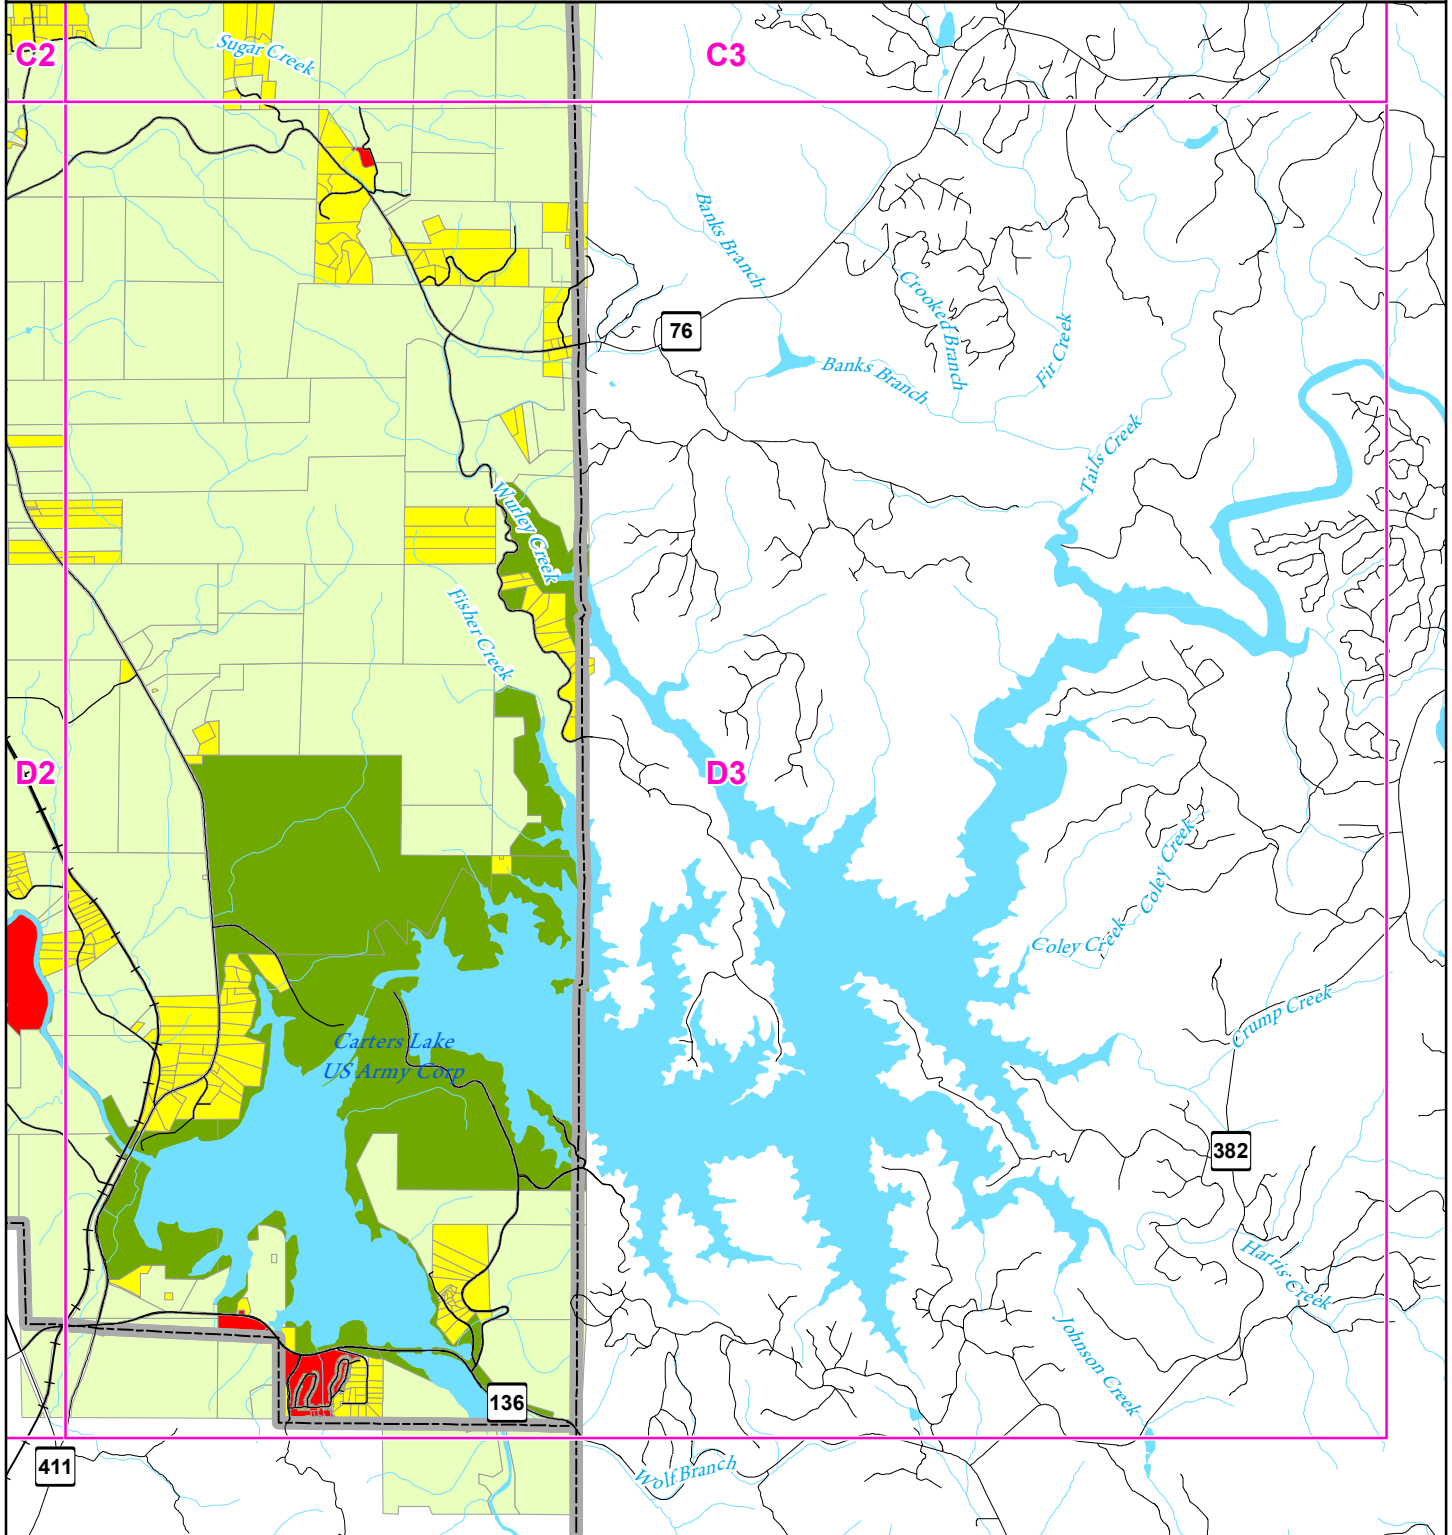 C2
Sugar Creek
C3
Banks Branch
Crooked Branch
76
Fir Creek
Banks Branch
Tails Creek
Wurley Creek
Fisher Creek
D2
D3
Coley Creek
Coley Creek
Crump Creek
Carters Lake
US Army Corp
382
Harris Creek
Johnson Creek
136
411
Wolf Branch